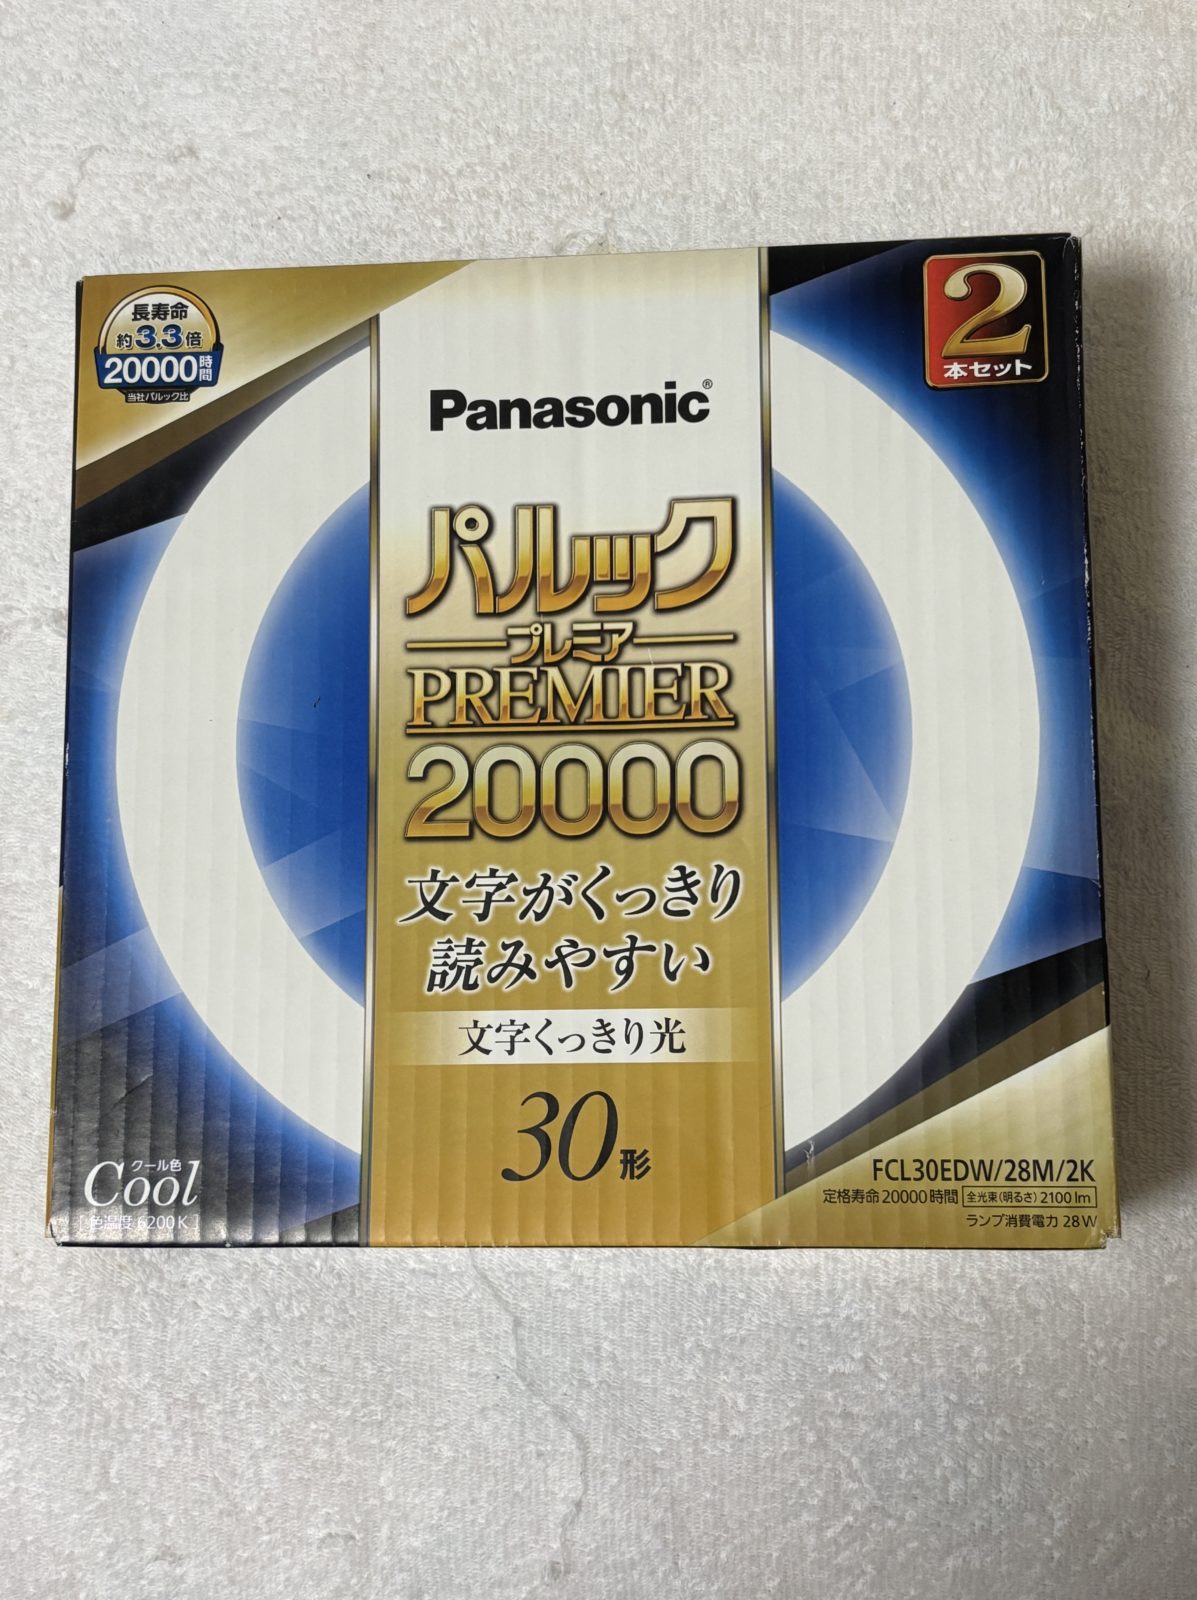 長寿命
約3.3倍
20000時間
当社パルック比
2
本セット
Panasonic®
パルック
プレミア
PREMIER
20000
文字がくっきり
読みやすい
文字くっきり光
30形
クール色
Cool
[色温度 6200K]
FCL30EDW/28M/2K
定格寿命20000時間 全光束(明るさ) 2100 lm
ランプ消費電力 28W